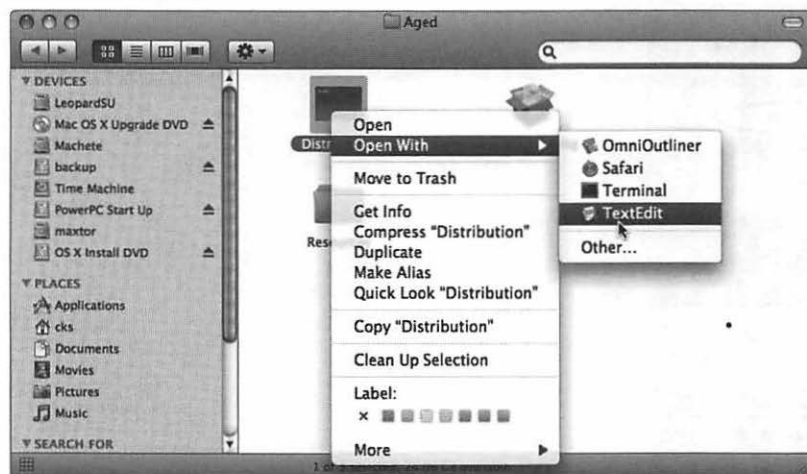 Aged
DEVICES
LeopardSU
Mac OS X Upgrade DVD
Machete
backup
Time Machine
PowerPC Start Up
maxtor
OS X Install DVD
PLACES
Applications
cks
Documents
Movies
Pictures
Music
SEARCH FOR
Open
Open With
Move to Trash
Get Info
Compress "Distribution"
Duplicate
Make Alias
Quick Look "Distribution"
Copy "Distribution"
Clean Up Selection
Label:
More
OmniOutliner
Safari
Terminal
TextEdit
Other...